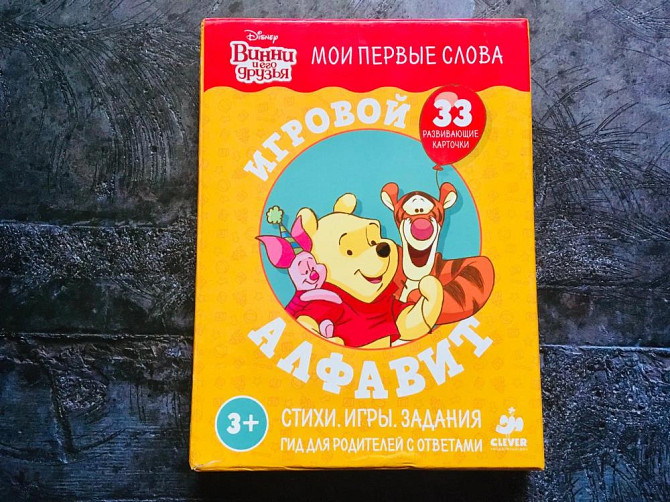 Disney
Винни
и его
друзья
МОИ ПЕРВЫЕ СЛОВА
ИГРОВОЙ
33
РАЗВИВАЮЩИЕ
КАРТОЧКИ
АЛФАВИТ
3+
СТИХИ. ИГРЫ. ЗАДАНИЯ
ГИД ДЛЯ РОДИТЕЛЕЙ С ОТВЕТАМИ
CLEVER